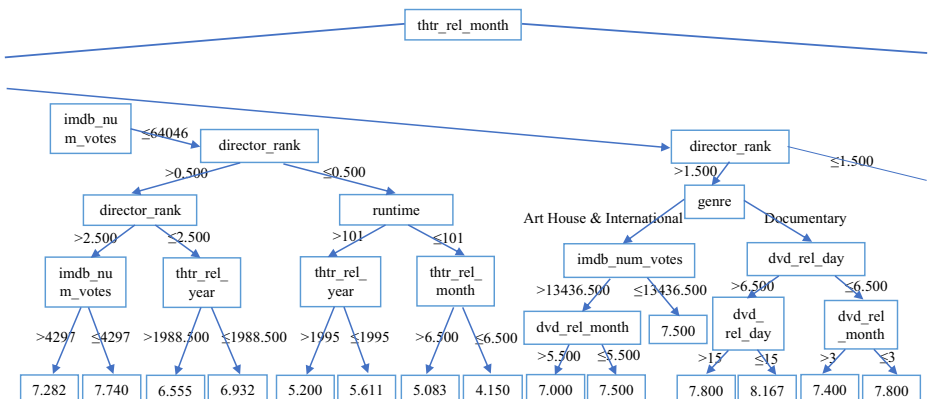 thtr_rel_month
imdb_nu
m_votes
≤64046
director_rank
director_rank
≤1.500
>0.500
≤0.500
>1.500
director_rank
runtime
genre
Art House & International
Documentary
>2.500
≤2.500
>101
≤101
imdb_nu
m_votes
thtr_rel_
year
thtr_rel_
year
thtr_rel_
month
imdb_num_votes
dvd_rel_day
>13436.500
≤13436.500
>6.500
≤6.500
dvd_rel_month
7.500
dvd_
rel_day
dvd_rel
_month
>4297
≤4297
>1988.500
≤1988.500
>1995
≤1995
>6.500
≤6.500
>5.500
≤5.500
>15
≤15
>3
≤3
7.282
7.740
6.555
6.932
5.200
5.611
5.083
4.150
7.000
7.500
7.800
8.167
7.400
7.800